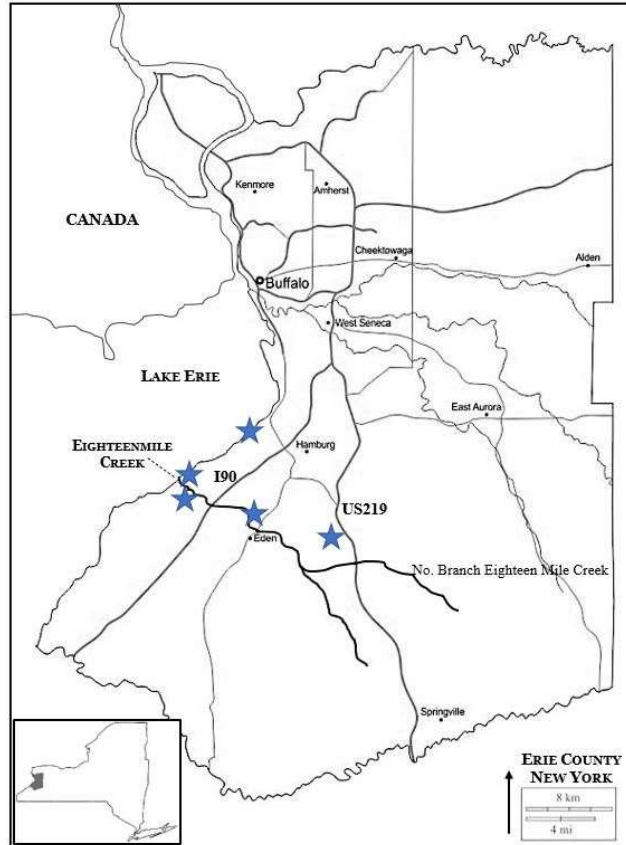 Kenmore
Amherst
CANADA
Cheektowaga
Alden
Buffalo
West Seneca
LAKE ERIE
East Aurora
EIGHTEENMILE
CREEK
Hamburg
I90
US219
Eden
No. Branch Eighteen Mile Creek
Springville
ERIE COUNTY
NEW YORK
8 km
4 mi